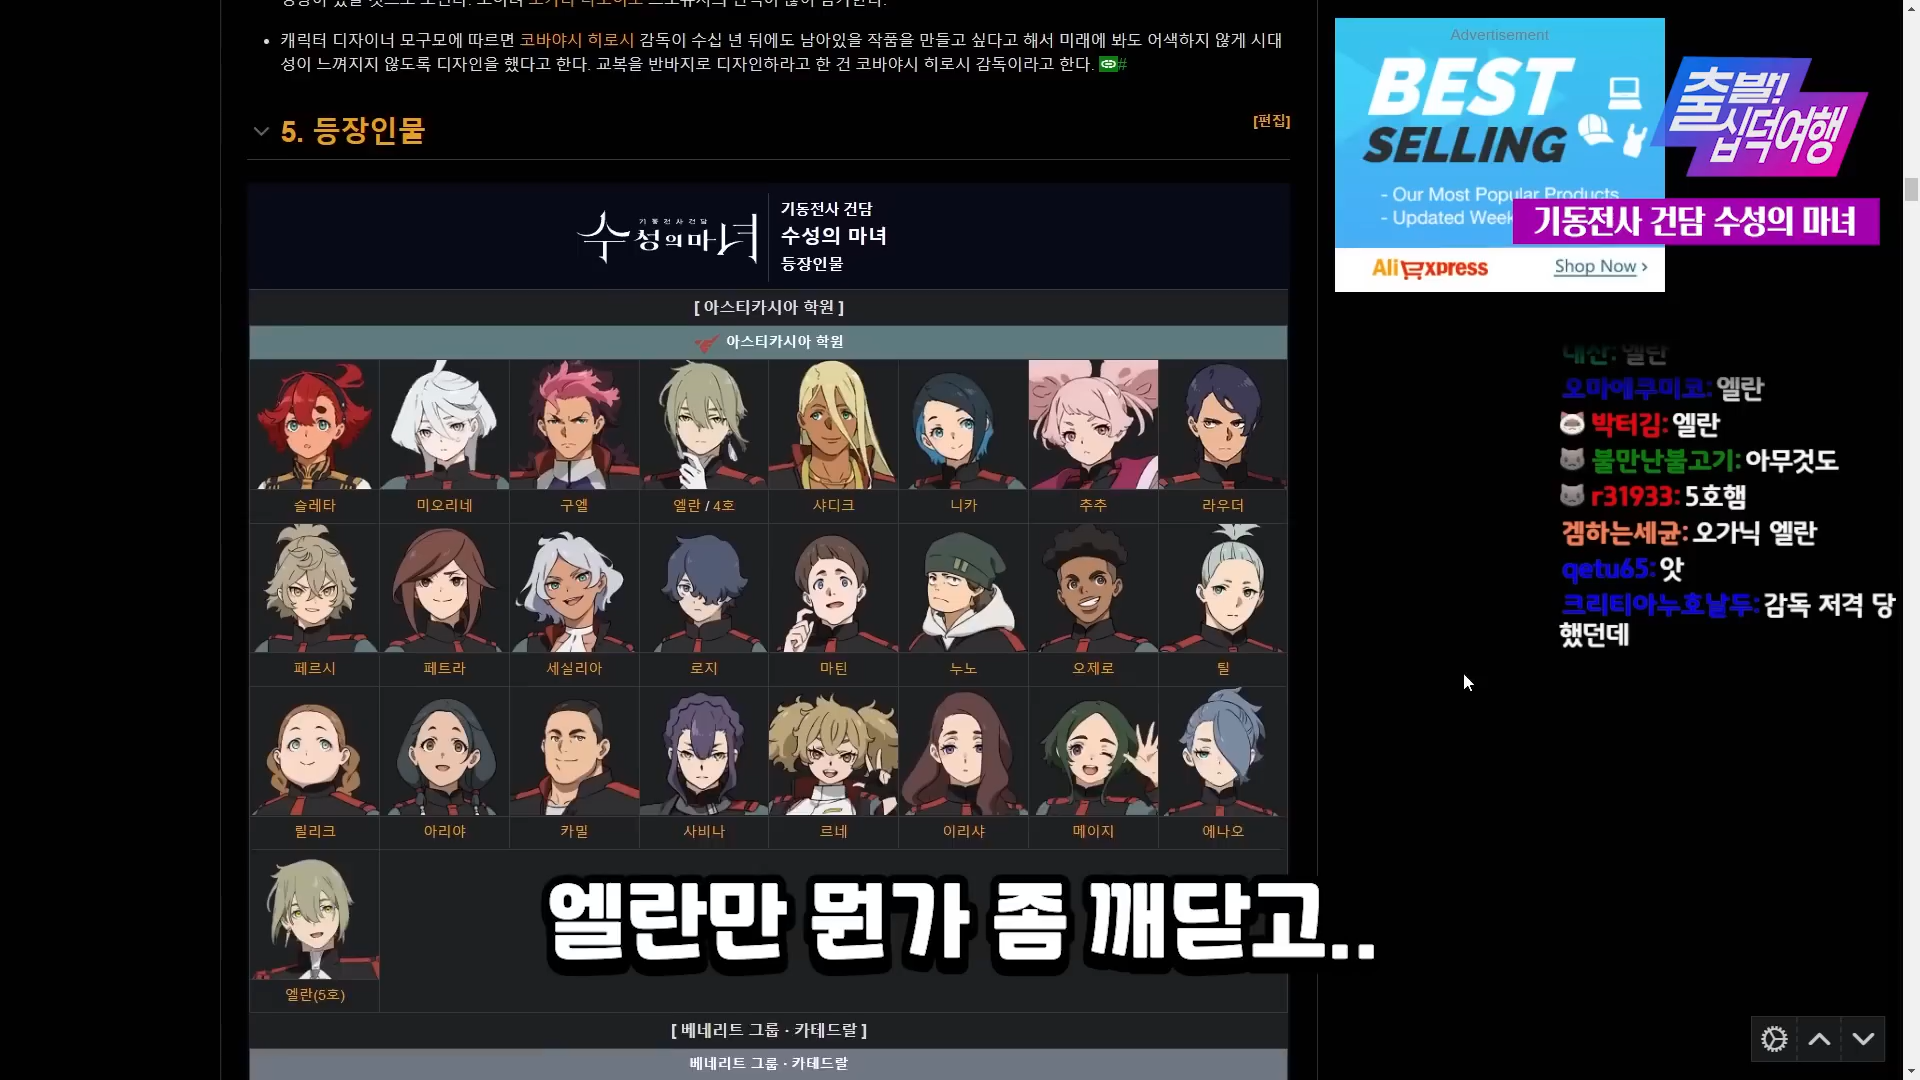 캐릭터 디자이너 모구모에 따르면 코바야시 히로시 감독이 수십 년 뒤에도 남아있을 작품을 만들고 싶다고 해서 미래에 봐도 어색하지 않게 시대
성이 느껴지지 않도록 디자인을 했다고 한다. 교복을 반바지로 디자인하라고 한 건 코바야시 히로시 감독이라고 한다. #
5. 등장인물
[편집]
기동전사 건담
수성의 마녀
기동전사 건담
수성의 마녀
등장인물
[ 아스티카시아 학원 ]
아스티카시아 학원
슬레타 미오리네 구엘 엘란 / 4호 샤디크 니카 추추 라우더
페르시 페트라 세실리아 로지 마틴 누노 오제로 틸
릴리크 아리야 카밀 사비나 르네 이리샤 메이지 에나오
엘란(5호)
[ 베네리트 그룹 · 카테드랄 ]
베네리트 그룹 · 카테드랄
엘란만 뭔가 좀 깨닫고..
Advertisement
BEST
SELLING
- Our Most Popular Products
- Updated Week
AliExpress
Shop Now ›
출발!
십덕여행
기동전사 건담 수성의 마녀
대산: 엘란
오마에쿠미코: 엘란
박터김: 엘란
불만난불고기: 아무것도
r31933: 5호햄
겜하는세균: 오가닉 엘란
qetu65: 앗
크리티아누호날두: 감독 저격 당
했던데